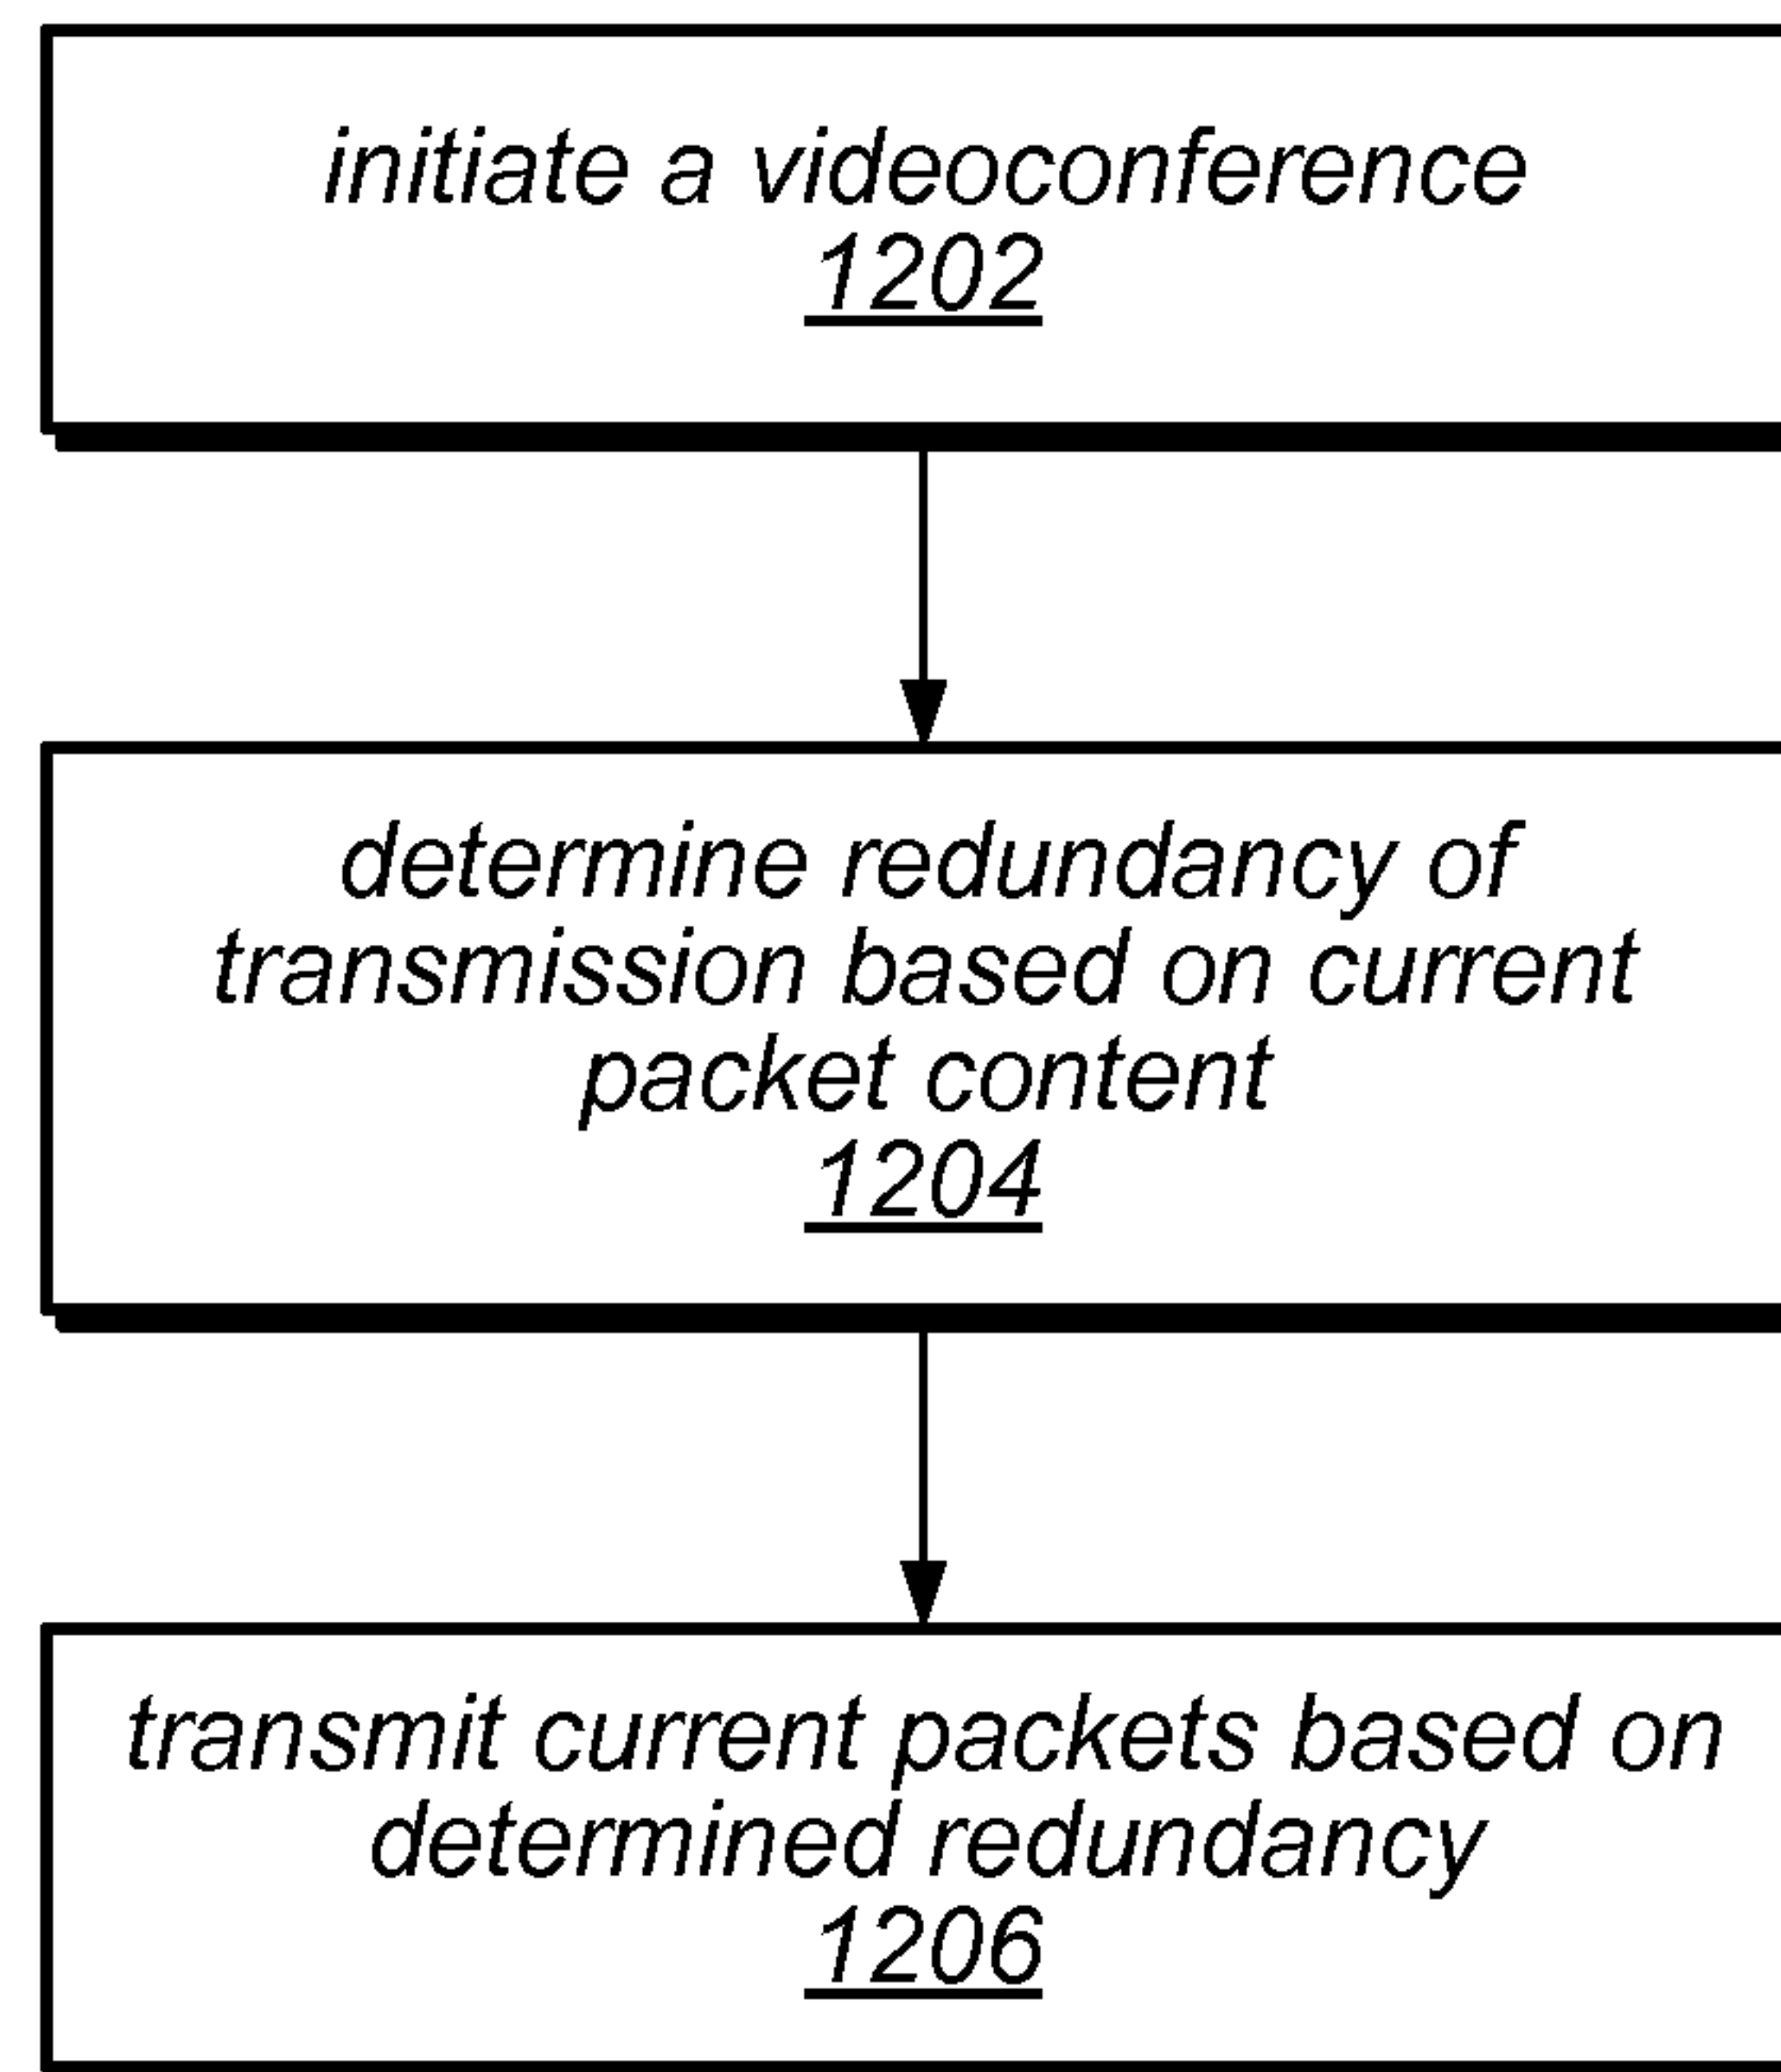 initiate a videoconference
1202
determine redundancy of
transmission based on current
packet content
1204
transmit current packets based on
determined redundancy
1206